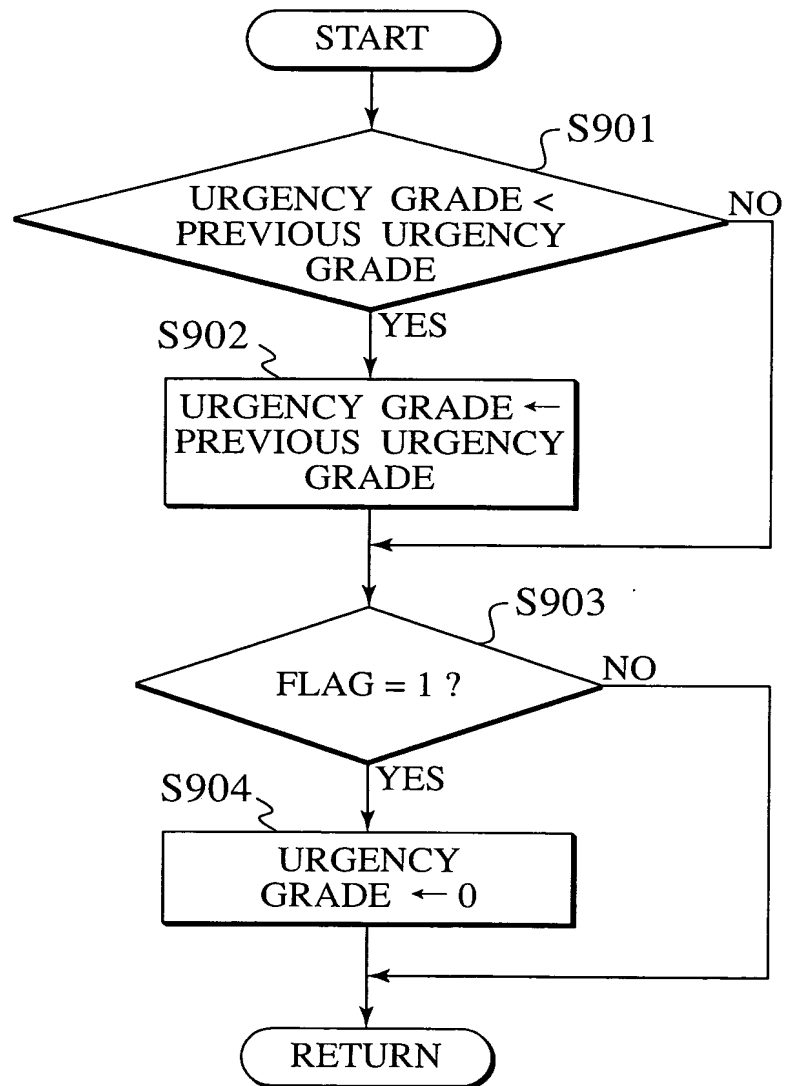 START
S901
URGENCY GRADE <
PREVIOUS URGENCY
GRADE
NO
YES
S902
URGENCY GRADE ←
PREVIOUS URGENCY
GRADE
S903
FLAG = 1 ?
NO
YES
S904
URGENCY
GRADE ← 0
RETURN